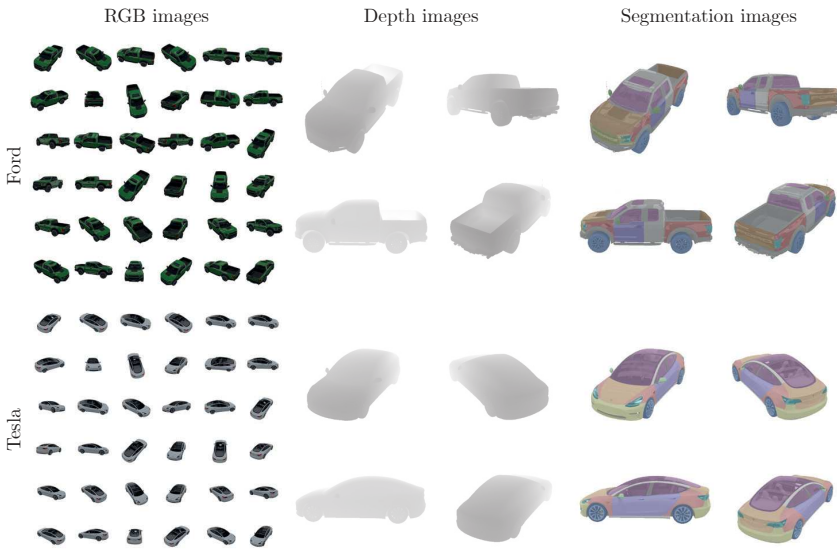 RGB images
Depth images
Segmentation images
Ford
Tesla